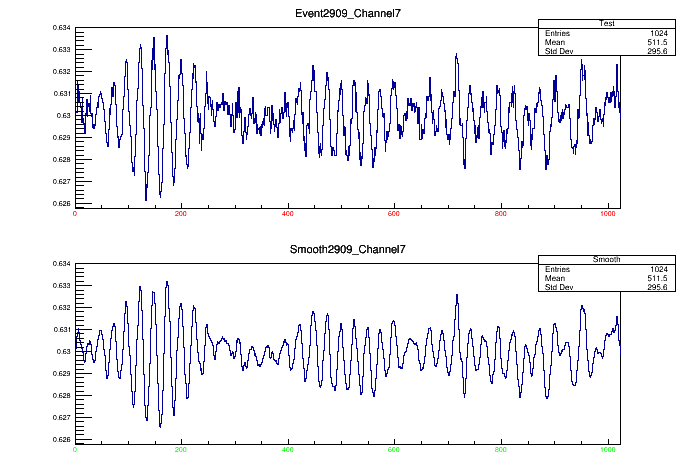 Event2909_Channel7
Test
Entries 1024
Mean 511.5
Std Dev 295.6
0.634
0.633
0.632
0.631
0.63
0.629
0.628
0.627
0.626
0 200 400 600 800 1000
Smooth2909_Channel7
Smooth
Entries 1024
Mean 511.5
Std Dev 295.6
0.634
0.633
0.632
0.631
0.63
0.629
0.628
0.627
0.626
0 200 400 600 800 1000